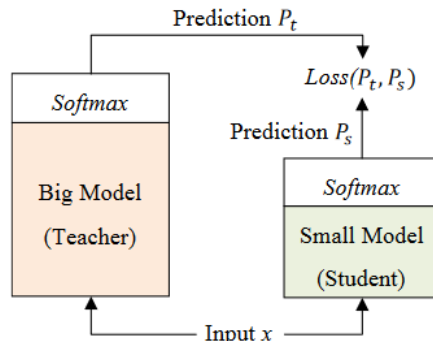 Prediction P_t
Softmax
Loss(P_t, P_s)
Prediction P_s
Big Model
(Teacher)
Softmax
Small Model
(Student)
Input x